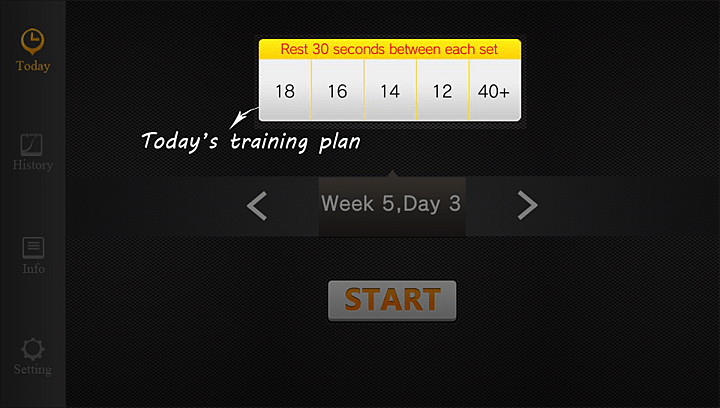 Today
History
Info
Setting
Rest 30 seconds between each set
18 16 14 12 40+
Today's training plan
Week 5,Day 3
START